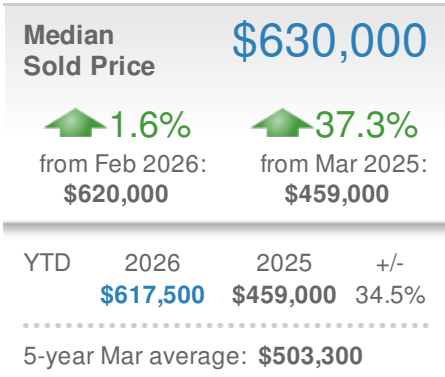 Median $630,000
Sold Price
1.6% 37.3%
from Feb 2026: from Mar 2025:
$620,000 $459,000
YTD 2026 2025 +/-
$617,500 $459,000 34.5%
5-year Mar average: $503,300